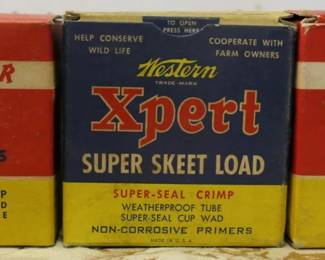 TO OPEN
PRESS HERE
HELP CONSERVE
WILD LIFE
COOPERATE WITH
FARM OWNERS
Western
TRADE-MARK
Xpert
SUPER SKEET LOAD
SUPER-SEAL CRIMP
WEATHERPROOF TUBE
SUPER-SEAL CUP WAD
NON-CORROSIVE PRIMERS
MADE IN U.S.A.